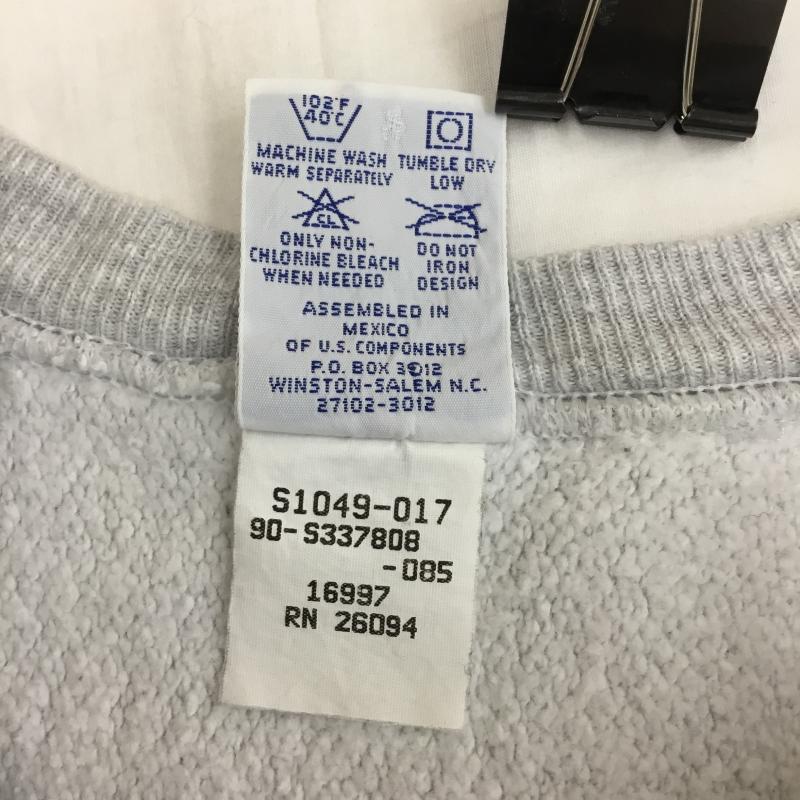 102°F
40°C
MACHINE WASH
WARM SEPARATELY
TUMBLE DRY
LOW
CL
ONLY NON-
CHLORINE BLEACH
WHEN NEEDED
DO NOT
IRON
DESIGN
ASSEMBLED IN
MEXICO
OF U.S. COMPONENTS
P.O. BOX 3012
WINSTON-SALEM N.C.
27102-3012
S1049-017
90-S337808
-085
16997
RN 26094